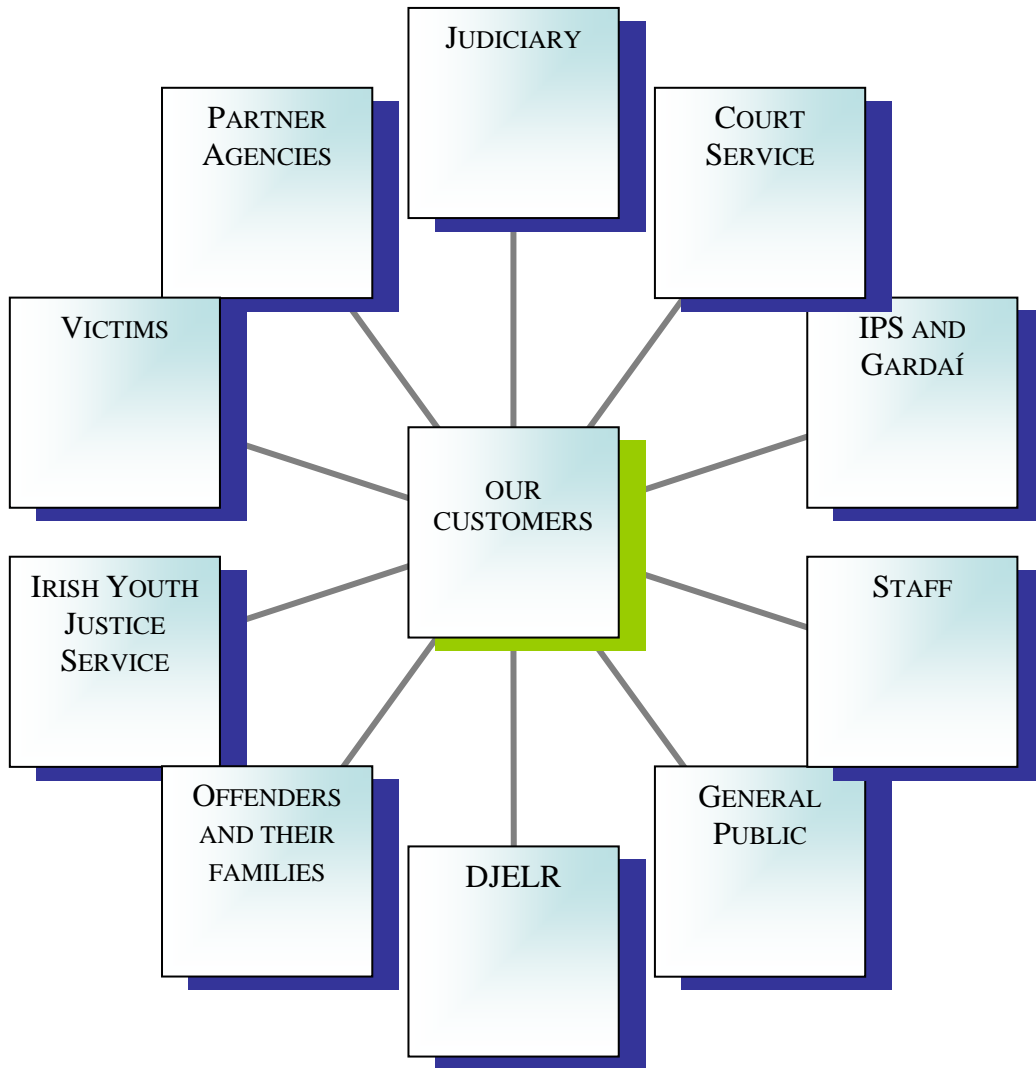 JUDICIARY
PARTNER
AGENCIES
COURT
SERVICE
VICTIMS
IPS AND
GARDAÍ
OUR
CUSTOMERS
IRISH YOUTH
JUSTICE
SERVICE
STAFF
OFFENDERS
AND THEIR
FAMILIES
GENERAL
PUBLIC
DJELR